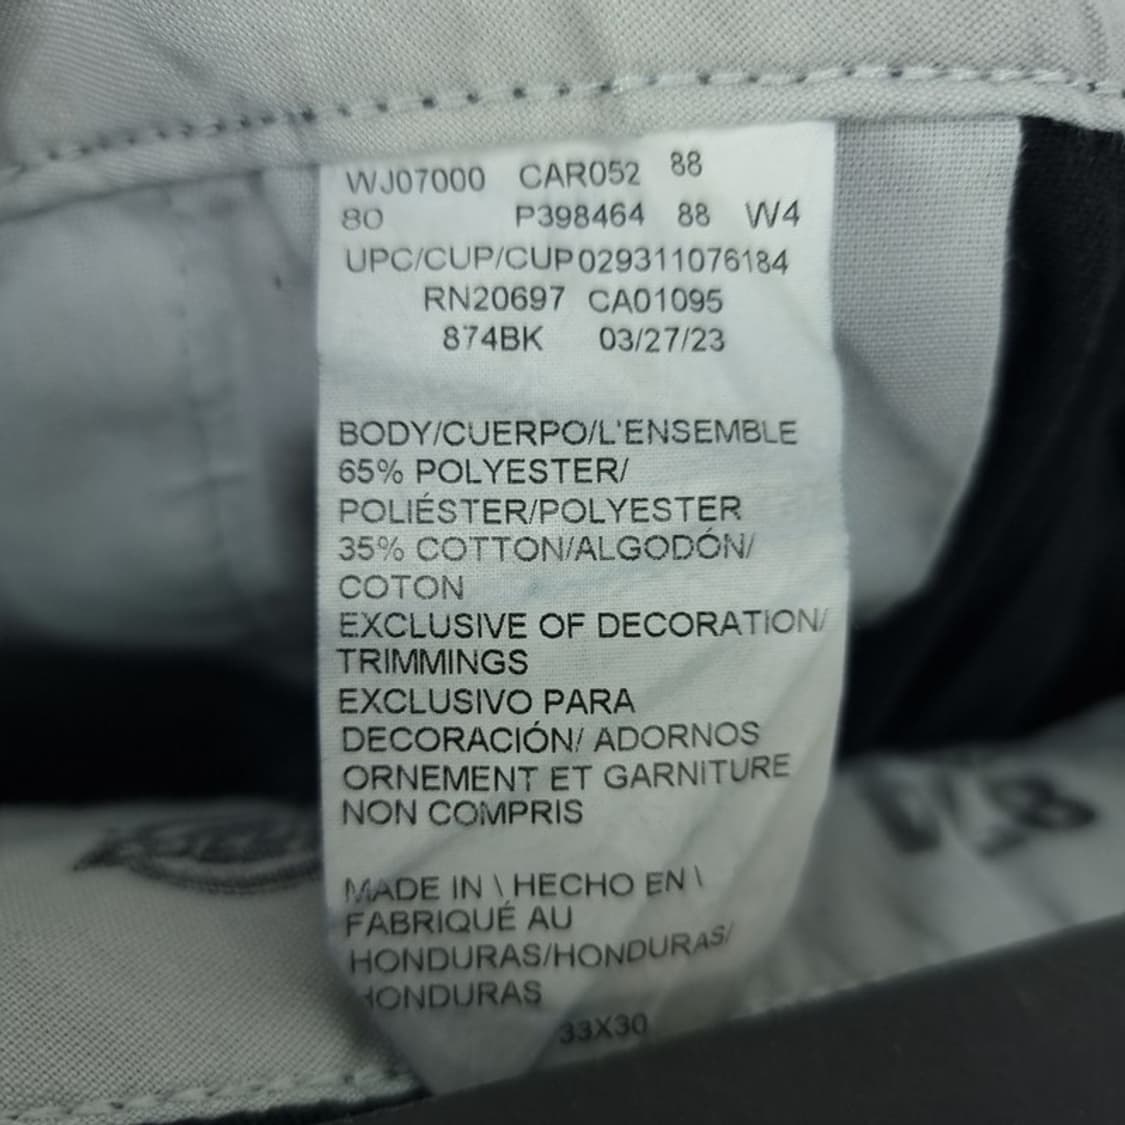 WJ07000 CAR052 88
80 P398464 88 W4
UPC/CUP/CUP029311076184
RN20697 CA01095
874BK 03/27/23
BODY/CUERPO/L'ENSEMBLE
65% POLYESTER/
POLIÉSTER/POLYESTER
35% COTTON/ALGODÓN/
COTON
EXCLUSIVE OF DECORATION/
TRIMMINGS
EXCLUSIVO PARA
DECORACIÓN/ ADORNOS
ORNEMENT ET GARNITURE
NON COMPRIS
MADE IN \ HECHO EN \
FABRIQUÉ AU
HONDURAS/HONDURAS/
HONDURAS
33X30